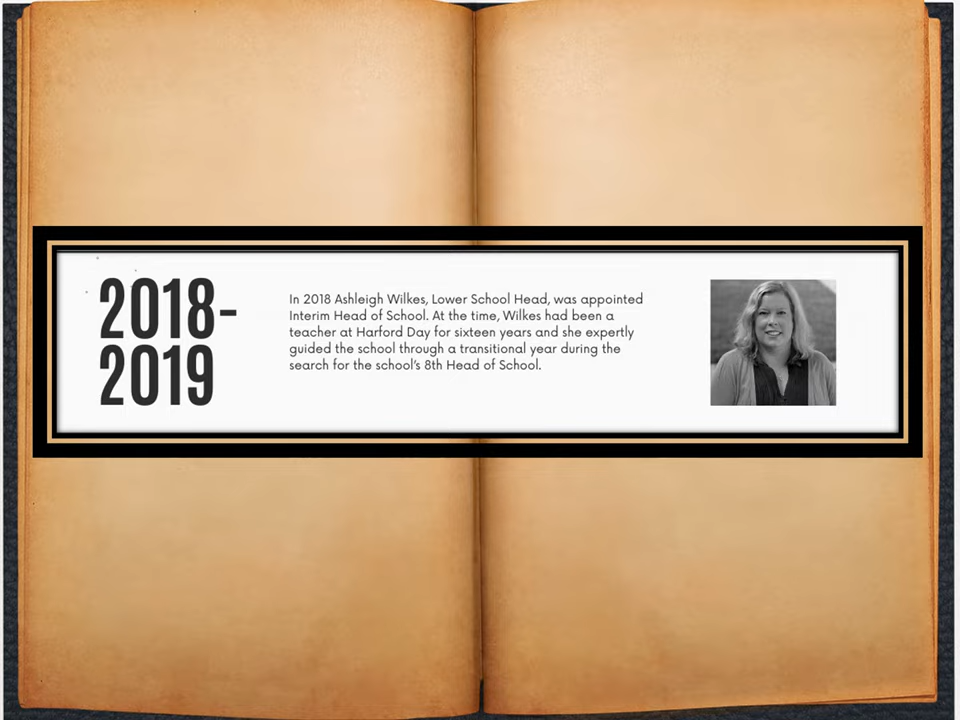 2018-
2019
In 2018 Ashleigh Wilkes, Lower School Head, was appointed
Interim Head of School. At the time, Wilkes had been a
teacher at Harford Day for sixteen years and she expertly
guided the school through a transitional year during the
search for the school’s 8th Head of School.